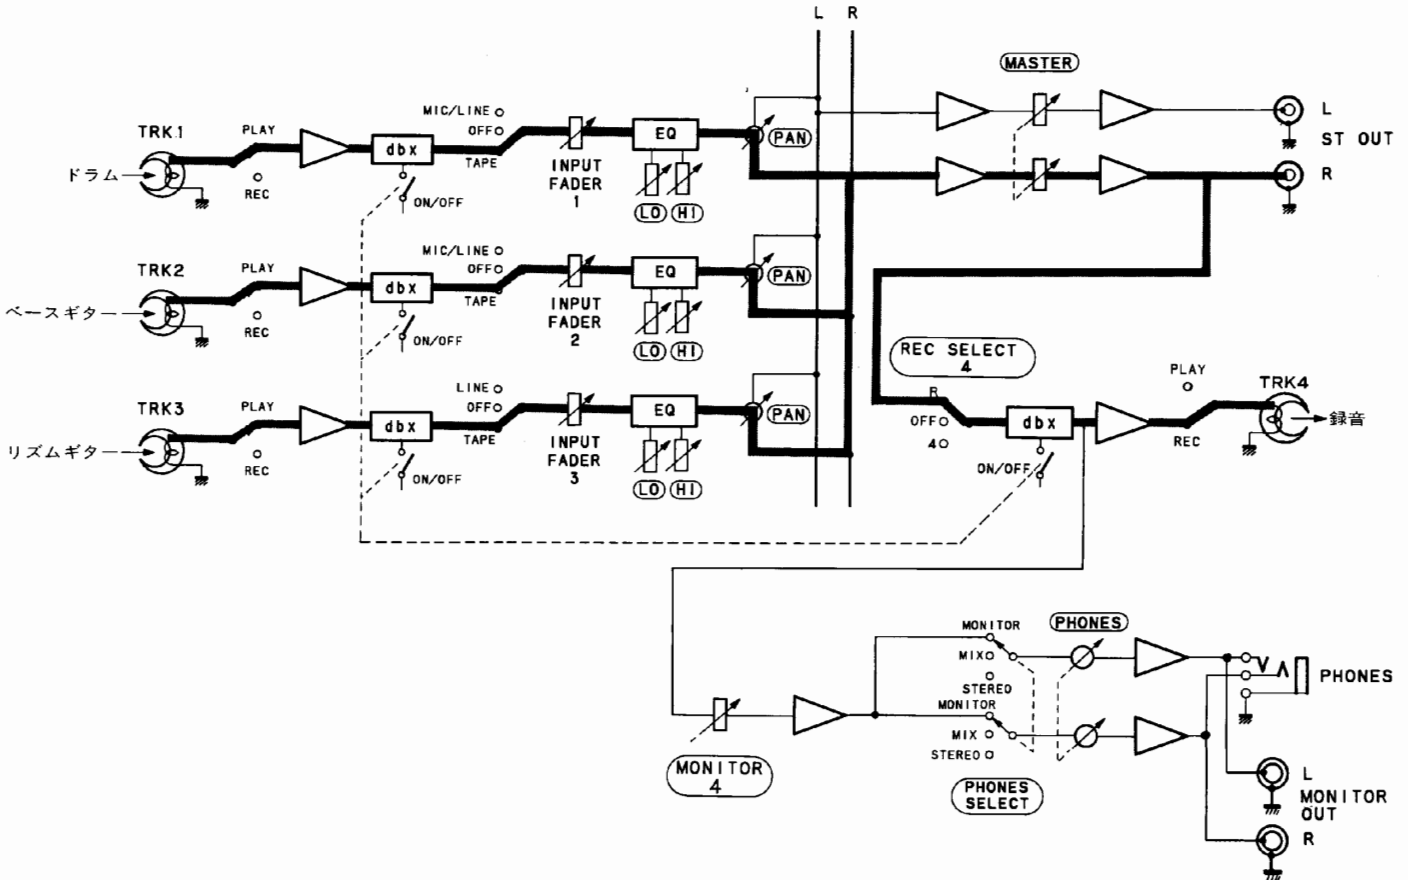 L R
MASTER
MIC/LINE
L
TRK1
PLAY
OFF
EQ
PAN
ST OUT
dbx
TAPE
ドラム
INPUT
FADER
1
R
REC
ON/OFF
LO HI
MIC/LINE
TRK2
PLAY
OFF
EQ
PAN
dbx
TAPE
ベースギター
INPUT
FADER
2
REC
ON/OFF
LO HI
REC SELECT
4
PLAY
LINE
R
TRK4
TRK3
PLAY
OFF
EQ
PAN
OFF
dbx
録音
dbx
TAPE
4
REC
リズムギター
INPUT
FADER
3
REC
ON/OFF
LO HI
ON/OFF
MONITOR
PHONES
MIX
STEREO
PHONES
MONITOR
MIX
STEREO
MONITOR
4
PHONES
SELECT
L
MONITOR
OUT
R